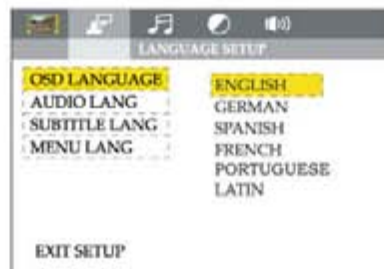 LANGUAGE SETUP
OSD LANGUAGE
AUDIO LANG
SUBTITLE LANG
MENU LANG
EXIT SETUP
ENGLISH
GERMAN
SPANISH
FRENCH
PORTUGUESE
LATIN